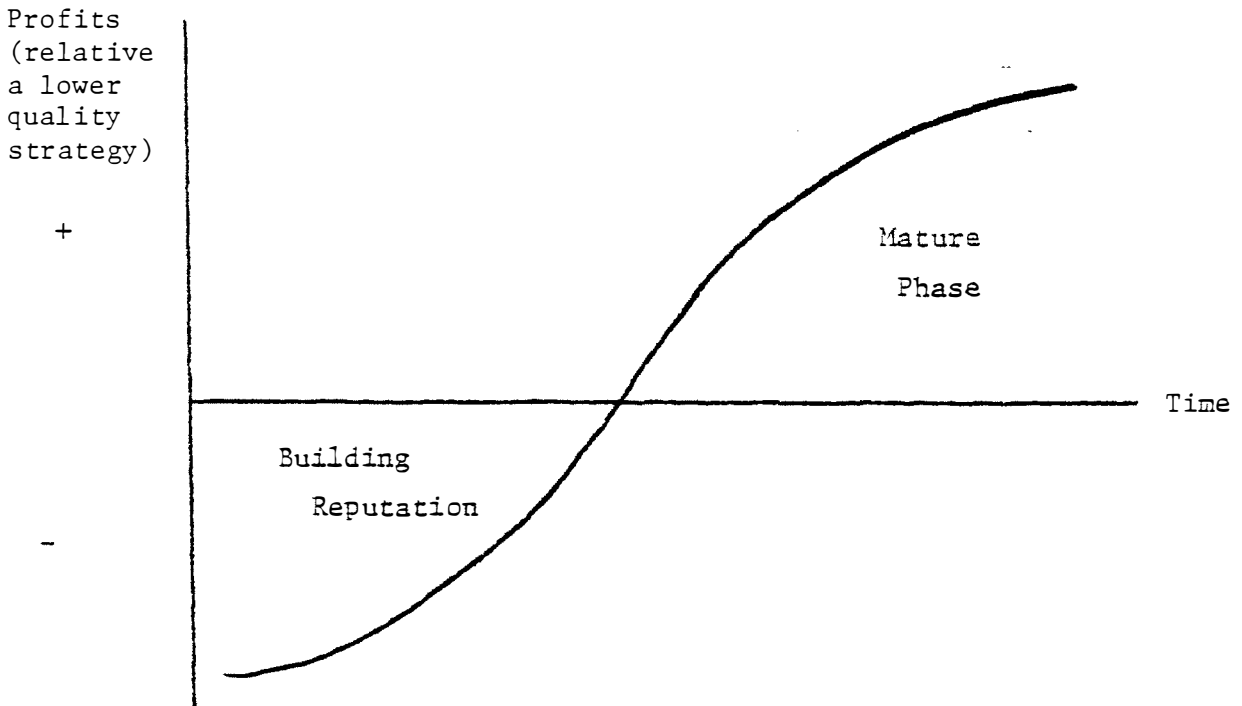 Profits
(relative
a lower
quality
strategy)
+
Mature
Phase
Time
Building
Reputation
-